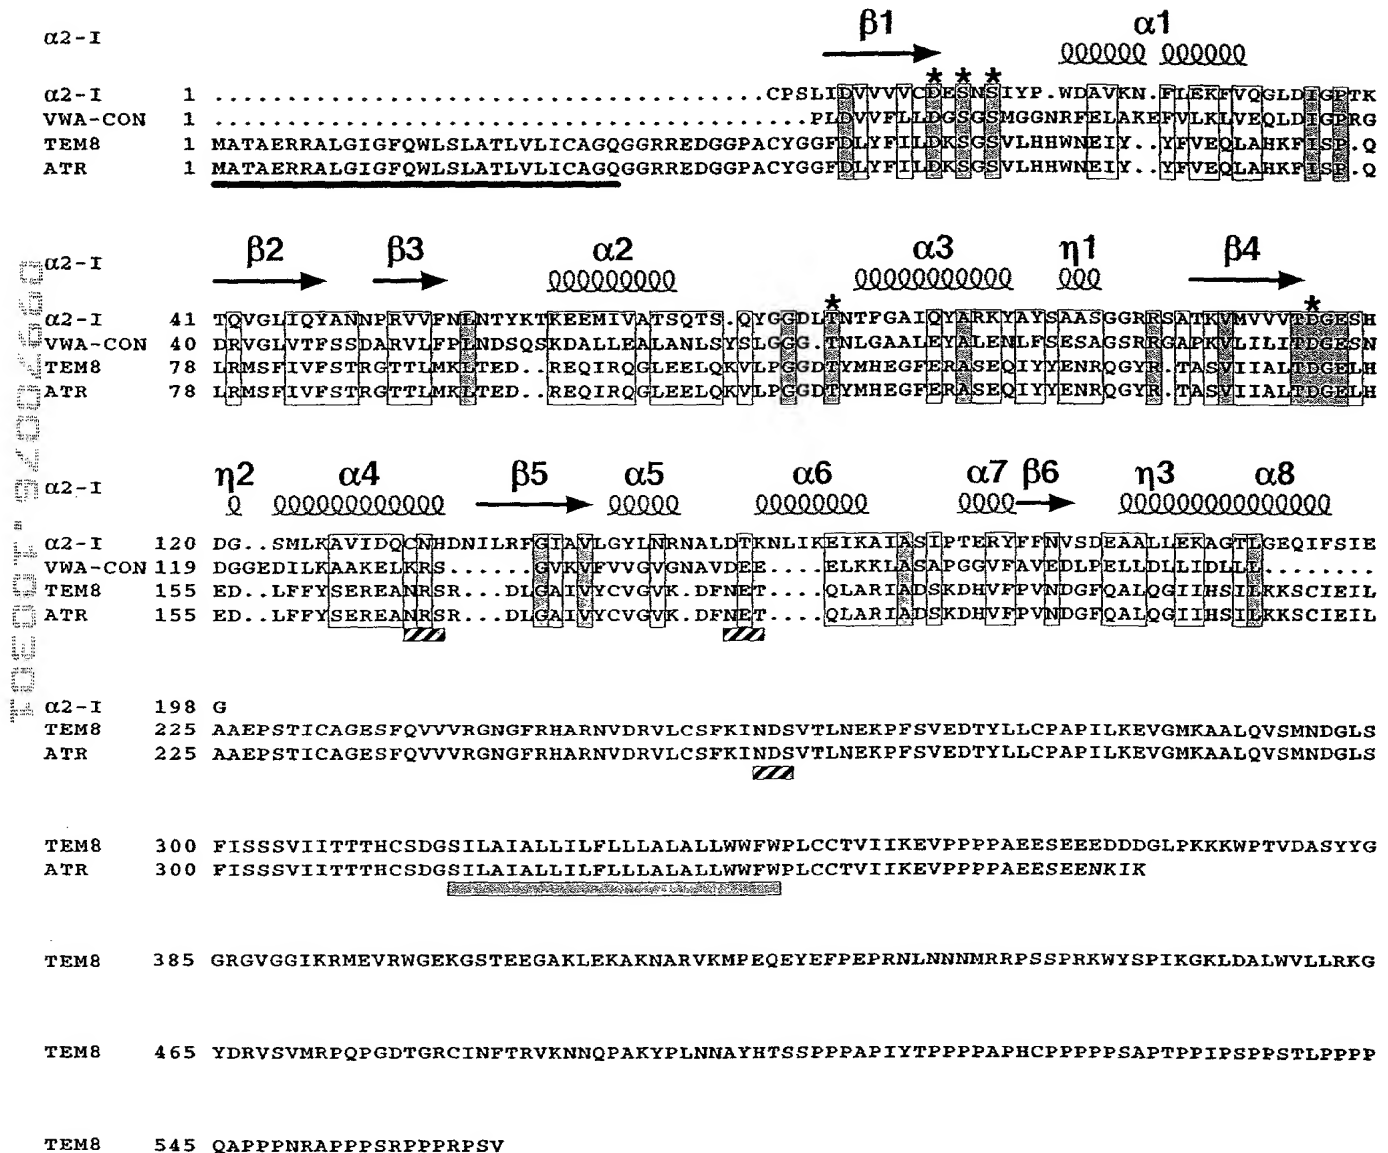 β1 α1
α2-I
* * *
α2-I 1 ......................................CPSLIDVVVVCDESNSIYP.WDAVKN.FLEKFVQGLDIGPTK
VWA-CON 1 .........................................PLDVVFLLDGSGSMGGNRFELAKEFVLKLVEQLDIGPRG
TEM8 1 MATAERRALGIGFQWLSLATLVLICAGQGGRREDGGPACYGGFDLYFILDKSGSVLHHWNEIY..YFVEQLAHKFISP.Q
ATR 1 MATAERRALGIGFQWLSLATLVLICAGQGGRREDGGPACYGGFDLYFILDKSGSVLHHWNEIY..YFVEQLAHKFISP.Q
β2 β3 α2 α3 η1 β4
α2-I
* *
α2-I 41 TQVGLIQYANNPRVVFNLNTYKTKEEMIVATSQTS.QYGGDLTNTFGAIQYARKYAYSAASGGRRSATKVMVVVTDGESH
VWA-CON 40 DRVGLVTFSSDARVLFPLNDSQSKDALLEALANLSYSLGGG.TNLGAALEYALENLFSESAGSRRGAPKVLILITDGESN
TEM8 78 LRMSFIVFSTRGTTLMKLTED..REQIRQGLEELQKVLPGGDTYMHEGFERASEQIYYENRQGYR.TASVIIALTDGELH
ATR 78 LRMSFIVFSTRGTTLMKLTED..REQIRQGLEELQKVLPGGDTYMHEGFERASEQIYYENRQGYR.TASVIIALTDGELH
η2 α4 β5 α5 α6 α7 β6 η3 α8
α2-I
α2-I 120 DG..SMLKAVIDQCNHDNILRFGIAVLGYLNRNALDTKNLIKEIKAIASIPTERYFFNVSDEAALLEKAGTLGEQIFSIE
VWA-CON 119 DGGEDILKAAKELKRS......GVKVFVVGVGNAVDEE....ELKKLASAPGGVFAVEDLPELLDLLIDLLL........
TEM8 155 ED..LFFYSEREANRSR...DLGAIVYCVGVK.DFNET....QLARIADSKDHVFPVNDGFQALQGIIHSILKKSCIEIL
ATR 155 ED..LFFYSEREANRSR...DLGAIVYCVGVK.DFNET....QLARIADSKDHVFPVNDGFQALQGIIHSILKKSCIEIL
α2-I 198 G
TEM8 225 AAEPSTICAGESFQVVVRGNGFRHARNVDRVLCSFKINDSVTLNEKPFSVEDTYLLCPAPILKEVGMKAALQVSMNDGLS
ATR 225 AAEPSTICAGESFQVVVRGNGFRHARNVDRVLCSFKINDSVTLNEKPFSVEDTYLLCPAPILKEVGMKAALQVSMNDGLS
TEM8 300 FISSSVIITTTHCSDGSILAIALLILFLLLALALLWWFWPLCCTVIIKEVPPPPAEESEEEDDDGLPKKKWPTVDASYYG
ATR 300 FISSSVIITTTHCSDGSILAIALLILFLLLALALLWWFWPLCCTVIIKEVPPPPAEESEENKIK
TEM8 385 GRGVGGIKRMEVRWGEKGSTEEGAKLEKAKNARVKMPEQEYEFPEPRNLNNNMRRPSSPRKWYSPIKGKLDALWVLLRKG
TEM8 465 YDRVSVMRPQPGDTGRCINFTRVKNNQPAKYPLNNAYHTSSPPPAPIYTPPPPAPHCPPPPPSAPTPPIPSPPSTLPPPP
TEM8 545 QAPPPNRAPPPSRPPPRPSV